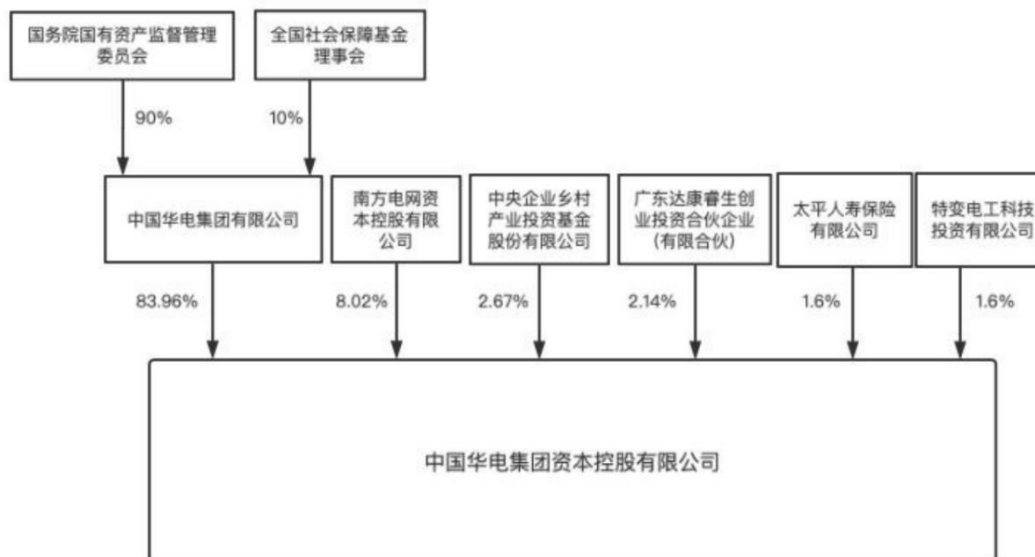 国务院国有资产监督管理
委员会
全国社会保障基金
理事会
90%
10%
中国华电集团有限公司
南方电网资
本控股有限
公司
中央企业乡村
产业投资基金
股份有限公司
广东达康睿生创
业投资合伙企业
(有限合伙)
太平人寿保险
有限公司
特变电工科技
投资有限公司
83.96%
8.02%
2.67%
2.14%
1.6%
1.6%
中国华电集团资本控股有限公司